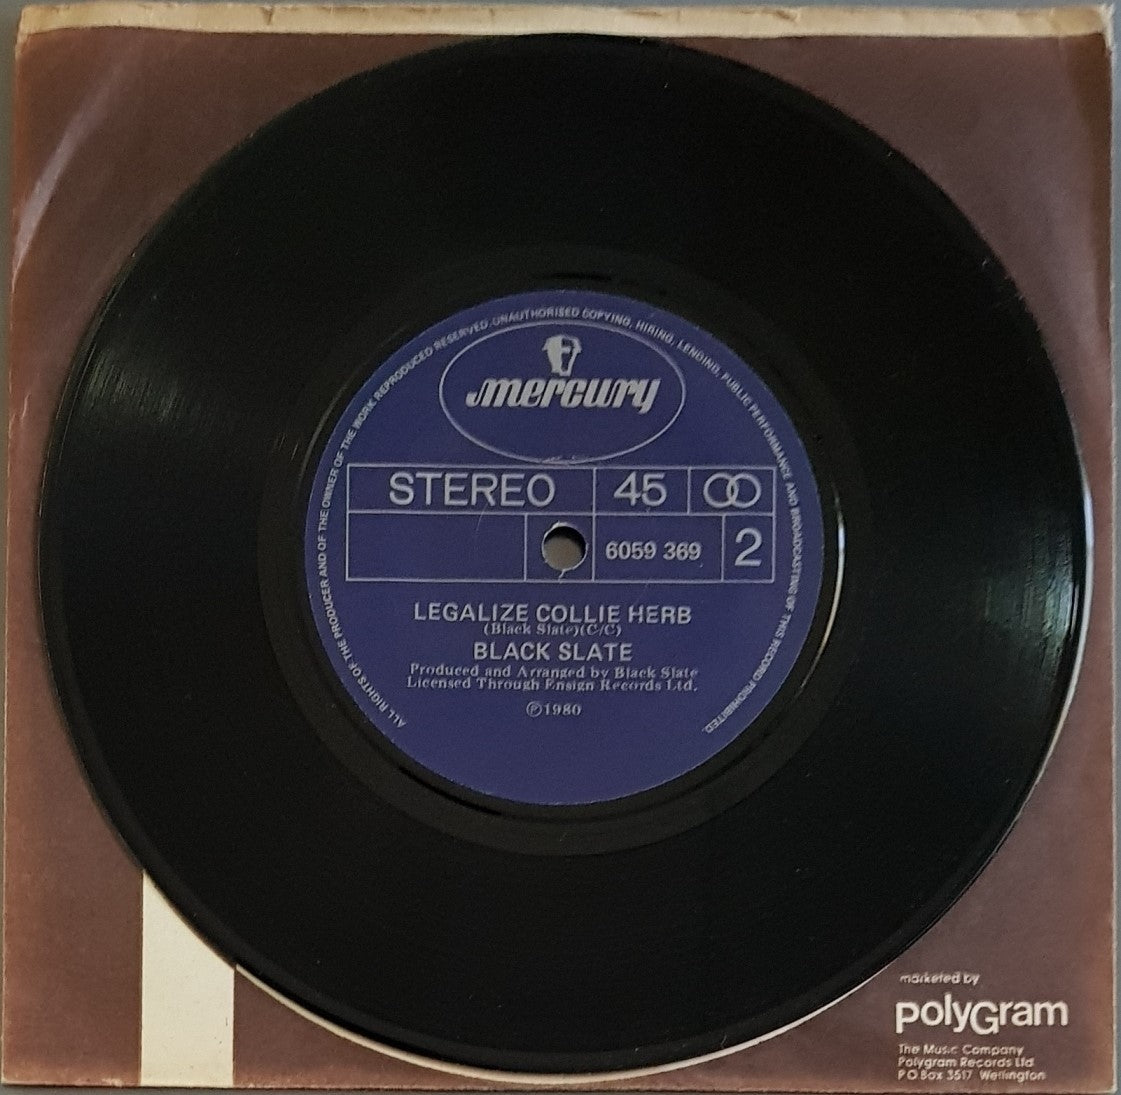 ALL RIGHTS OF THE PRODUCER AND OF THE OWNER OF THE WORK REPRODUCED RESERVED. UNAUTHORISED COPYING, HIRING, LENDING, PUBLIC PERFORMANCE AND BROADCASTING OF THIS RECORD PROHIBITED.
mercury
STEREO 45
6059 369 2
LEGALIZE COLLIE HERB
(Black Slate)(C/C)
BLACK SLATE
Produced and Arranged by Black Slate
Licensed Through Ensign Records Ltd.
Ⓟ1980
marketed by
polyGram
The Music Company
Polygram Records Ltd
P O Box 3517 Wellington